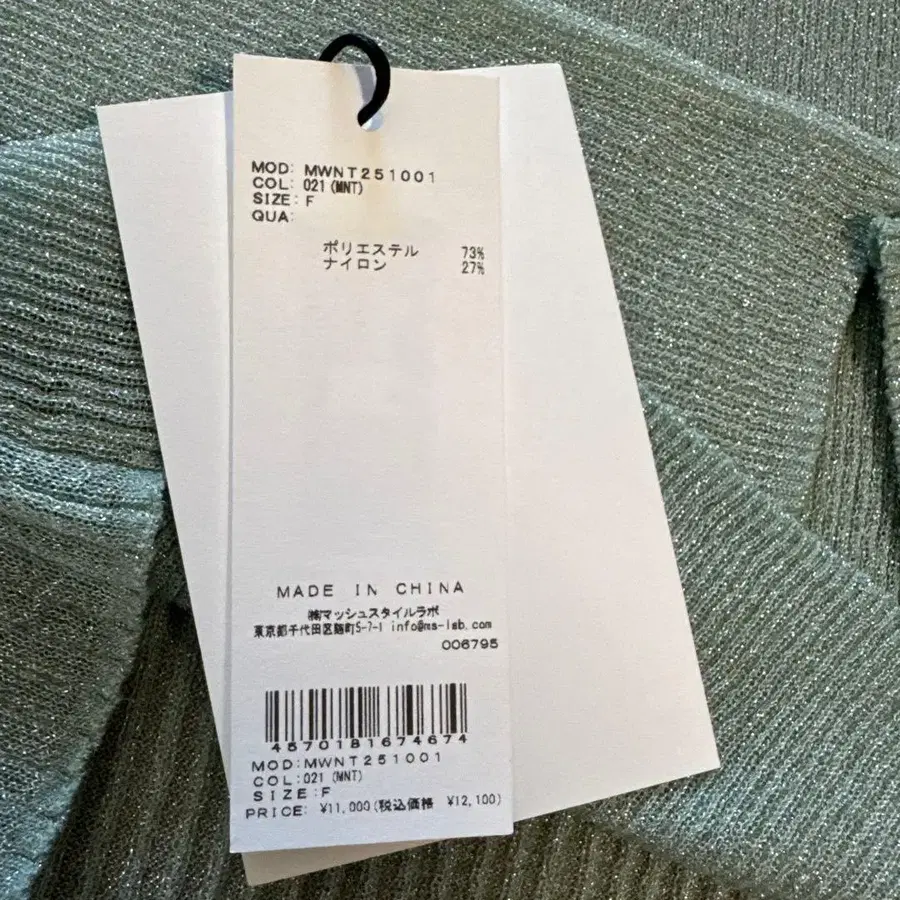 MOD: MWNT251001
COL: 021(MNT)
SIZE: F
QUA:
ポリエステル 73%
ナイロン 27%
MADE IN CHINA
㈱マッシュスタイルラボ
東京都千代田区麹町5-7-1 info@ms-lab.com
006795
4570181674674
MOD:MWNT251001
COL:021 (MNT)
SIZE:F
PRICE: ¥11,000(税込価格 ¥12,100)